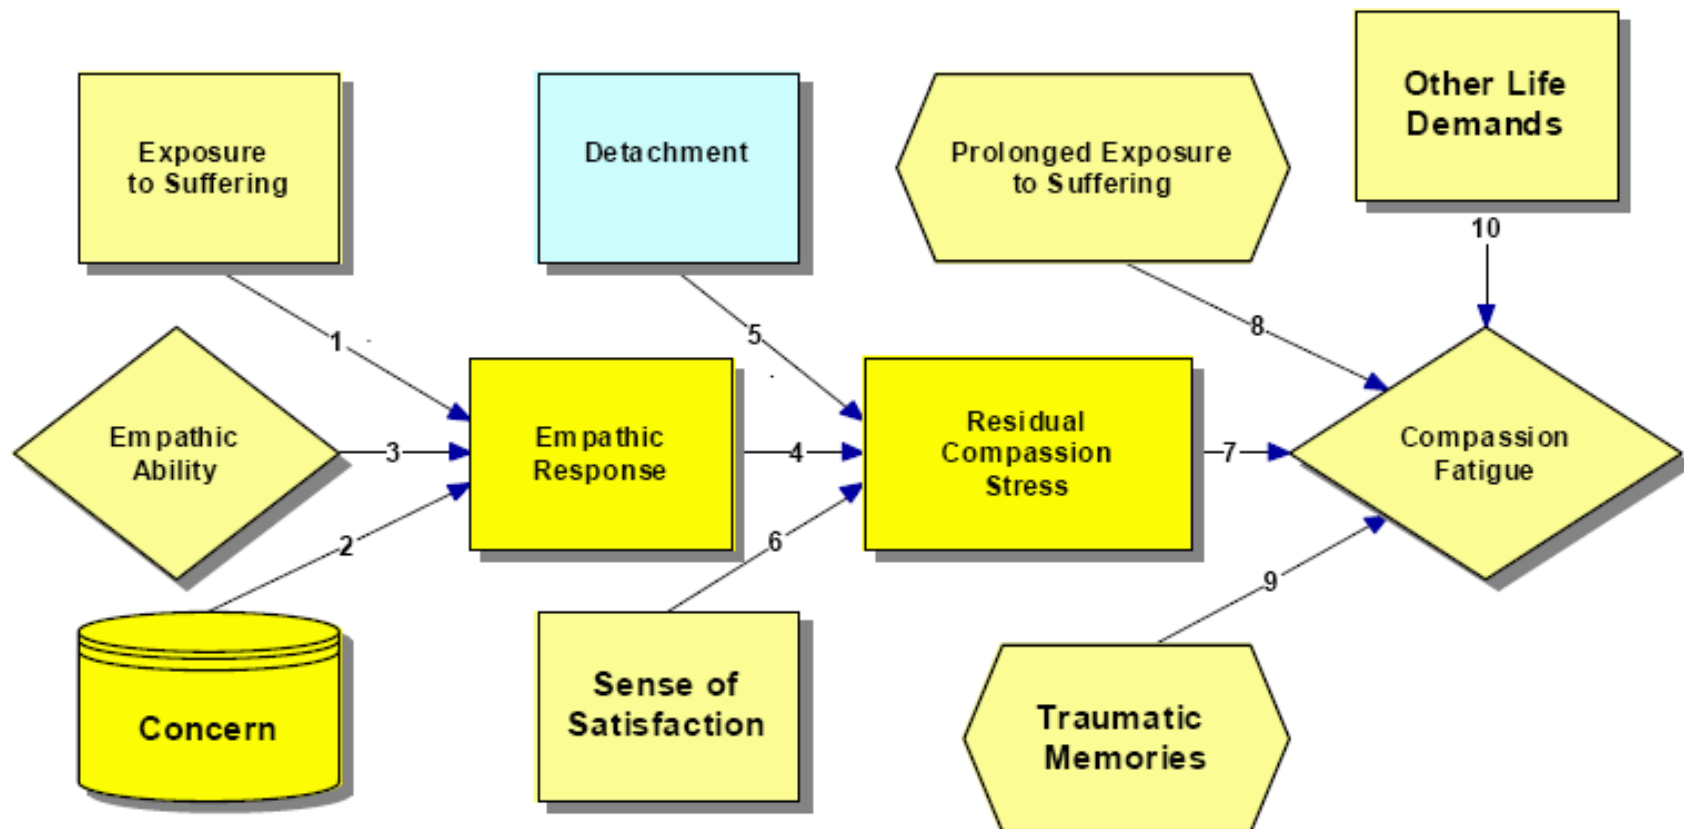 Exposure
to Suffering
Detachment
Prolonged Exposure
to Suffering
Other Life
Demands
10
1
5
8
Empathic
Ability
3
Empathic
Response
4
Residual
Compassion
Stress
7
Compassion
Fatigue
2
6
9
Concern
Sense of
Satisfaction
Traumatic
Memories